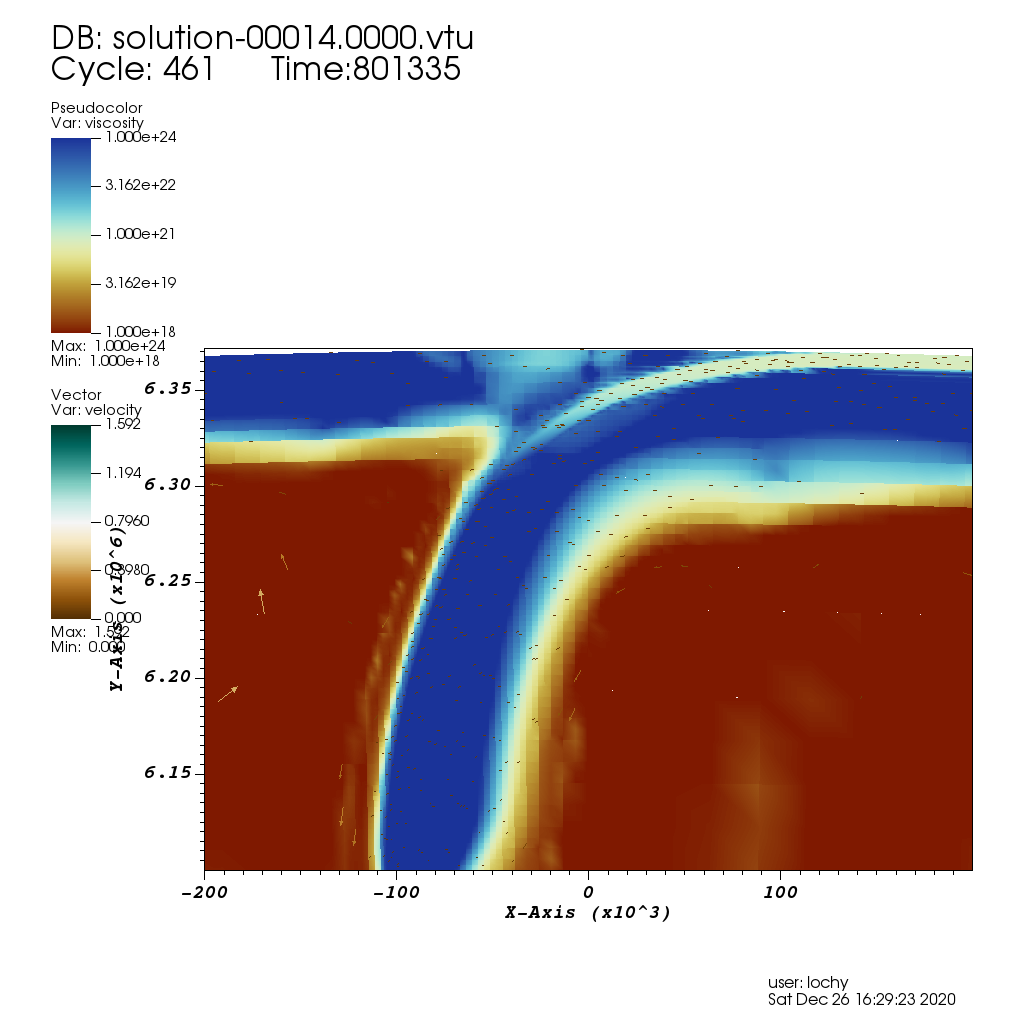 DB: solution-00014.0000.vtu
Cycle: 461 Time:801335
Pseudocolor
Var: viscosity
1.000e+24
3.162e+22
1.000e+21
3.162e+19
1.000e+18
Max: 1.000e+24
Min: 1.000e+18
Vector
Var: velocity
1.592
1.194
0.7960
0.3980
0.000
Max: 1.592
Min: 0.000
Y-Axis (x10^6)
6.35
6.30
6.25
6.20
6.15
-200
-100
0
100
X-Axis (x10^3)
user: lochy
Sat Dec 26 16:29:23 2020